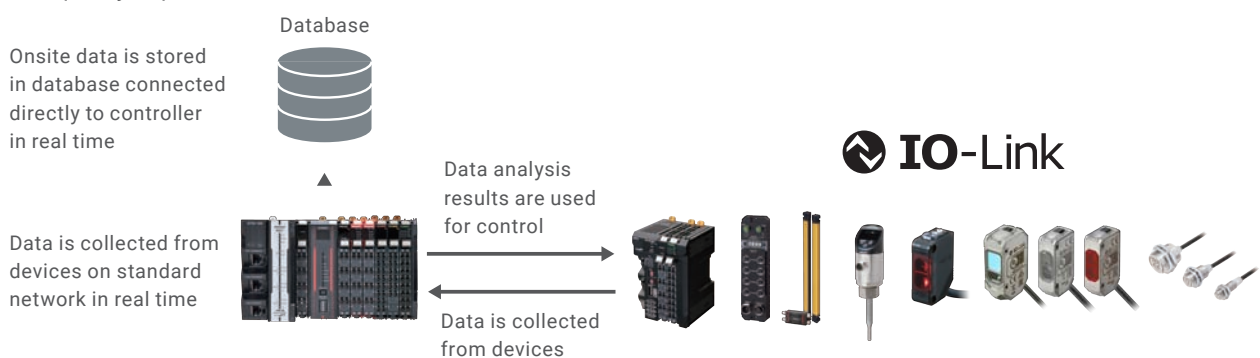 Database
Onsite data is stored
in database connected
directly to controller
in real time
IO-Link
Data analysis
results are used
for control
Data is collected from
devices on standard
network in real time
Data is collected
from devices